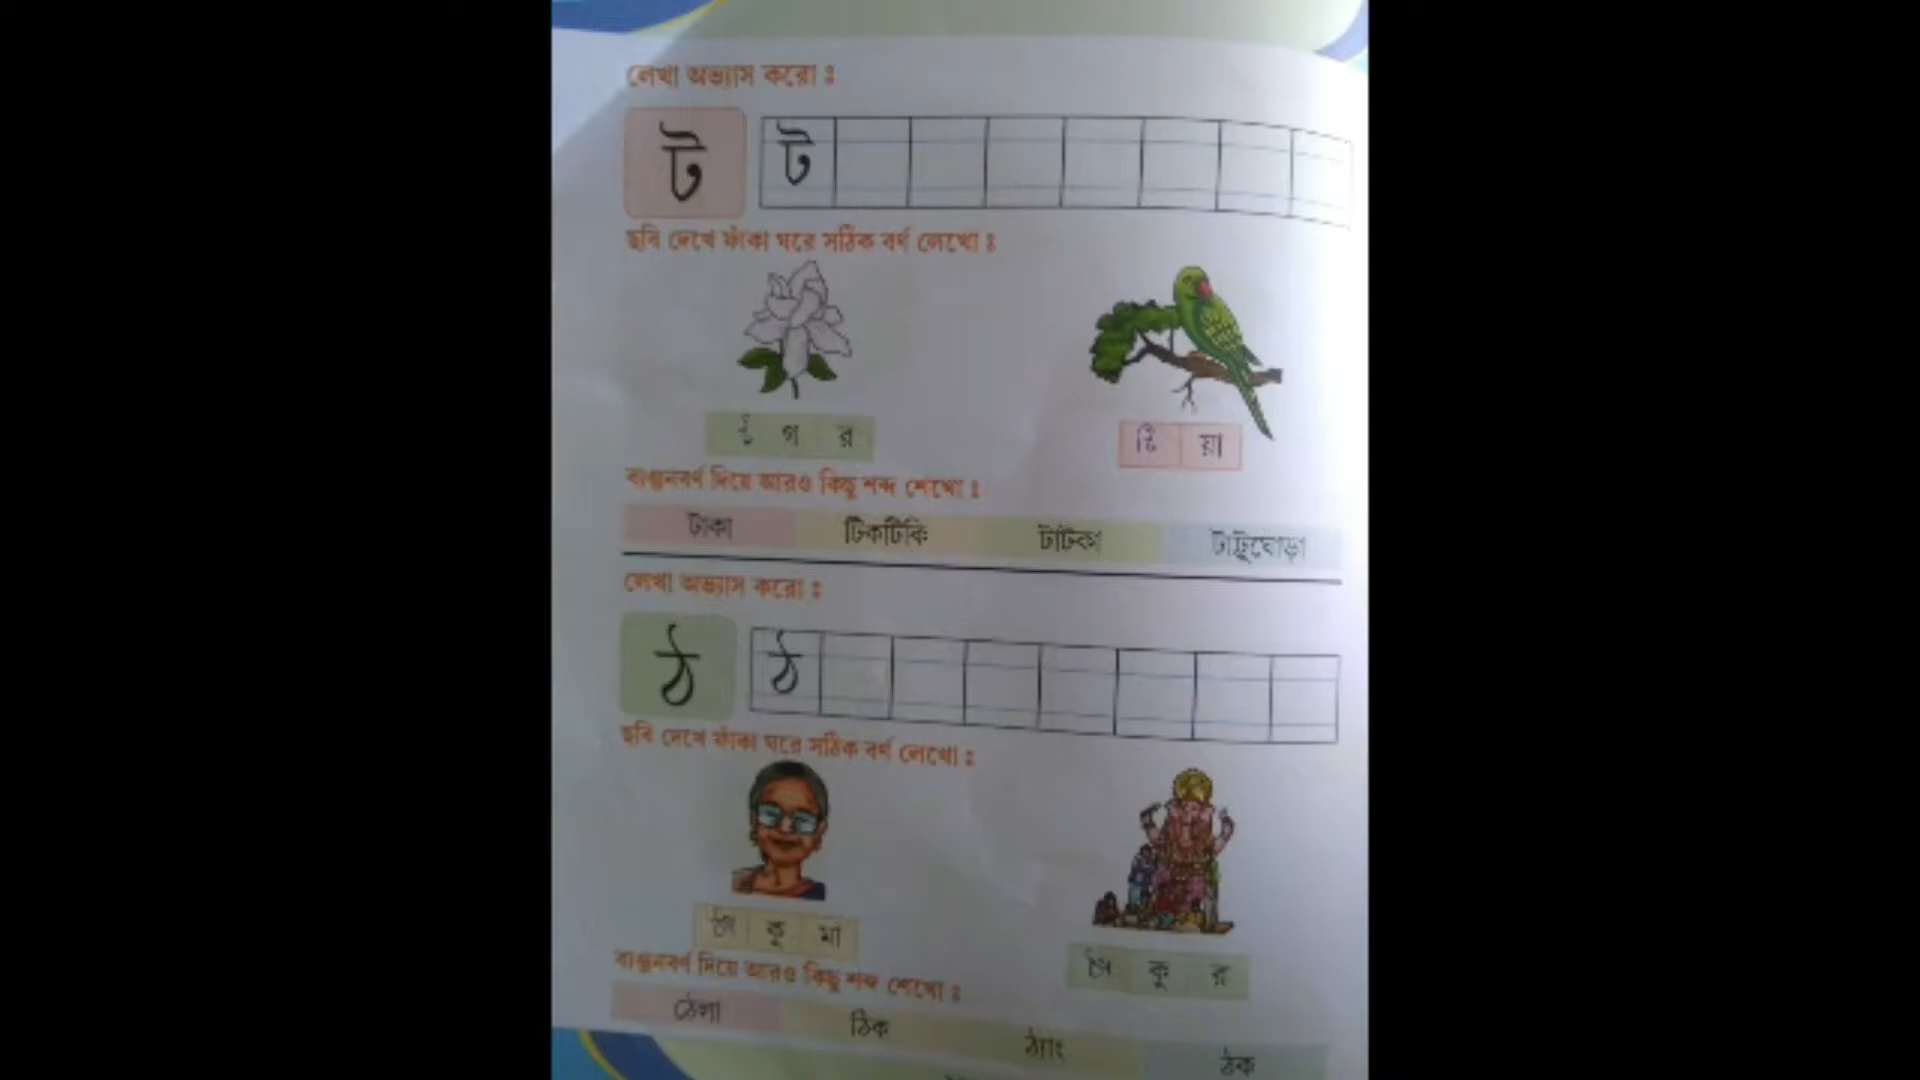 লেখা অভ্যাস করো ঃ
ট ট
ছবি দেখে ফাঁকা ঘরে সঠিক বর্ণ লেখো ঃ
ট গ র টি য়া
ব্যঞ্জনবর্ণ দিয়ে আরও কিছু শব্দ শেখো ঃ
টাকা টিকটিকি টাটকা টাট্টুঘোড়া
লেখা অভ্যাস করো ঃ
ঠ ঠ
ছবি দেখে ফাঁকা ঘরে সঠিক বর্ণ লেখো ঃ
ঠা কু মা ঠা কু র
ব্যঞ্জনবর্ণ দিয়ে আরও কিছু শব্দ শেখো ঃ
ঠেলা ঠিক ঠ্যাং ঠক